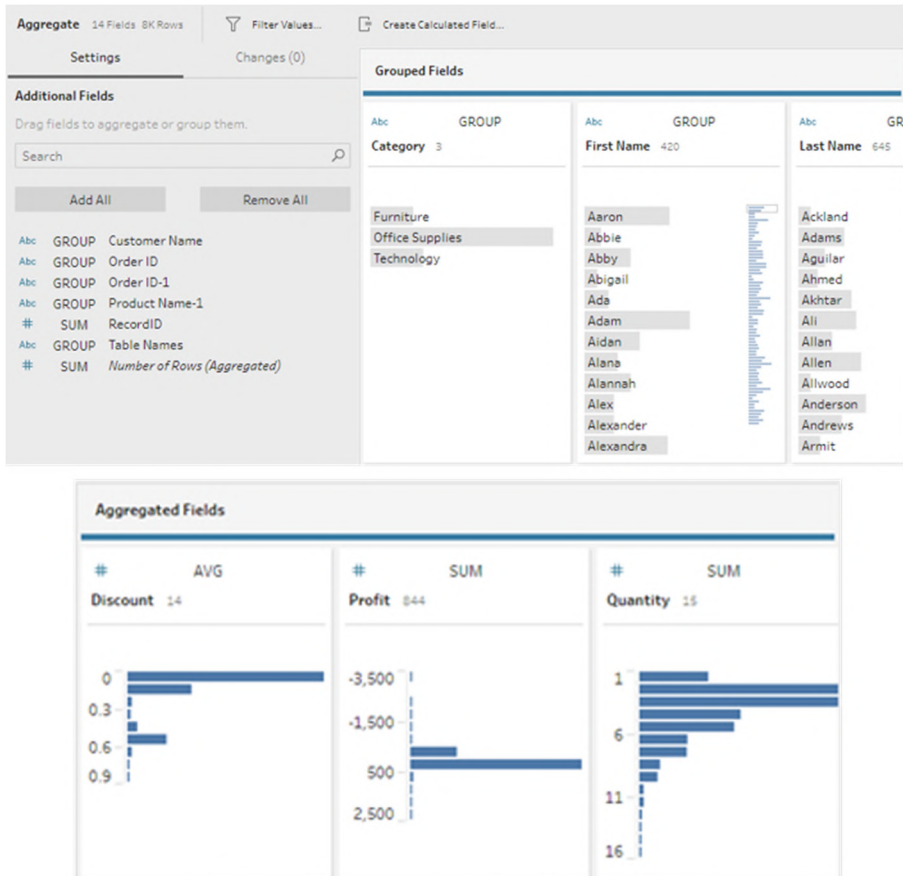 Aggregate 14 Fields 8K Rows Filter Values... Create Calculated Field...
Settings Changes (0)
Additional Fields
Drag fields to aggregate or group them.
Search
Add All Remove All
Abc GROUP Customer Name
Abc GROUP Order ID
Abc GROUP Order ID-1
Abc GROUP Product Name-1
# SUM RecordID
Abc GROUP Table Names
# SUM Number of Rows (Aggregated)
Grouped Fields
Abc GROUP
Category 3
Furniture
Office Supplies
Technology
Abc GROUP
First Name 420
Aaron
Abbie
Abby
Abigail
Ada
Adam
Aidan
Alana
Alannah
Alex
Alexander
Alexandra
Abc GR
Last Name 645
Ackland
Adams
Aguilar
Ahmed
Akhtar
Ali
Allan
Allen
Allwood
Anderson
Andrews
Armit
Aggregated Fields
# AVG
Discount 14
0
0.3
0.6
0.9
# SUM
Profit 844
-3,500
-1,500
500
2,500
# SUM
Quantity 15
1
6
11
16